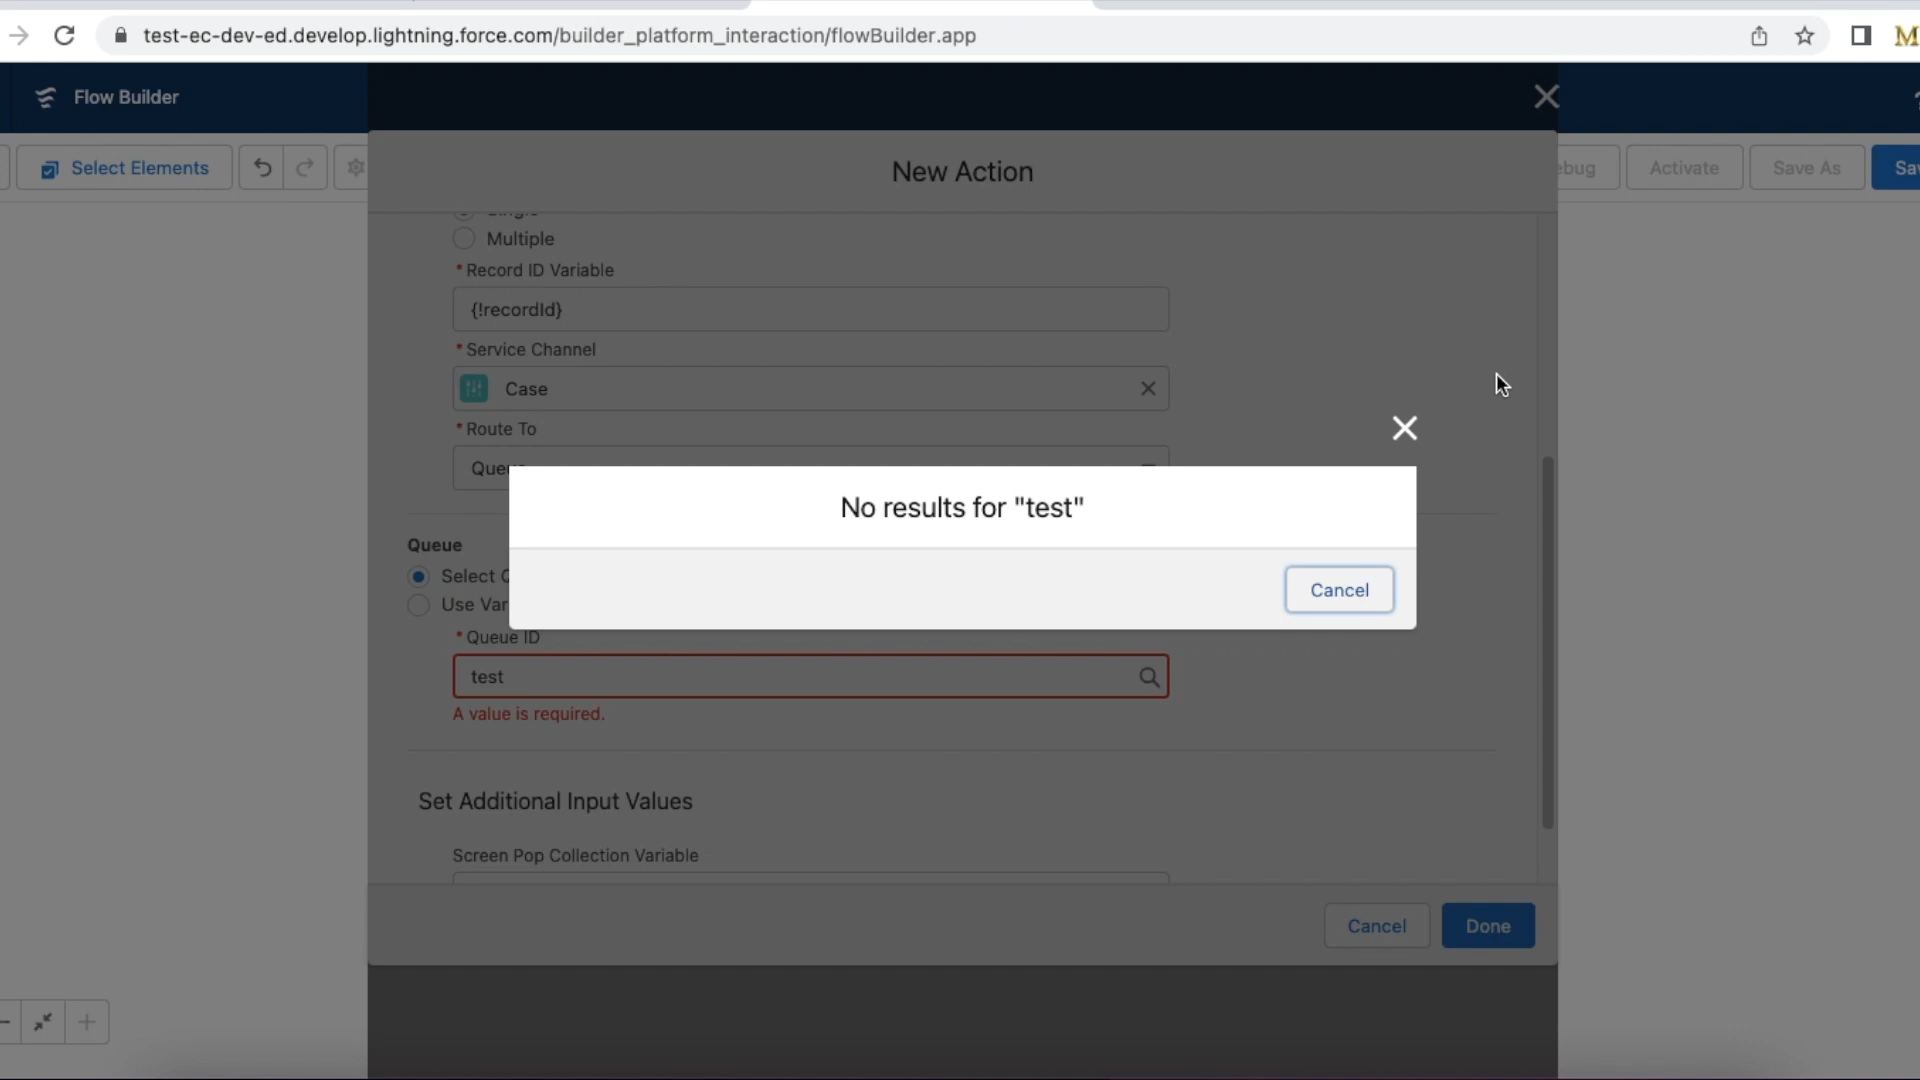 test-ec-dev-ed.develop.lightning.force.com/builder_platform_interaction/flowBuilder.app
Flow Builder
New Action
Select Elements
Activate
Save As
Multiple
* Record ID Variable
{!recordId}
* Service Channel
Case
* Route To
No results for "test"
Cancel
Queue
Select
* Queue ID
test
A value is required.
Set Additional Input Values
Screen Pop Collection Variable
Cancel
Done